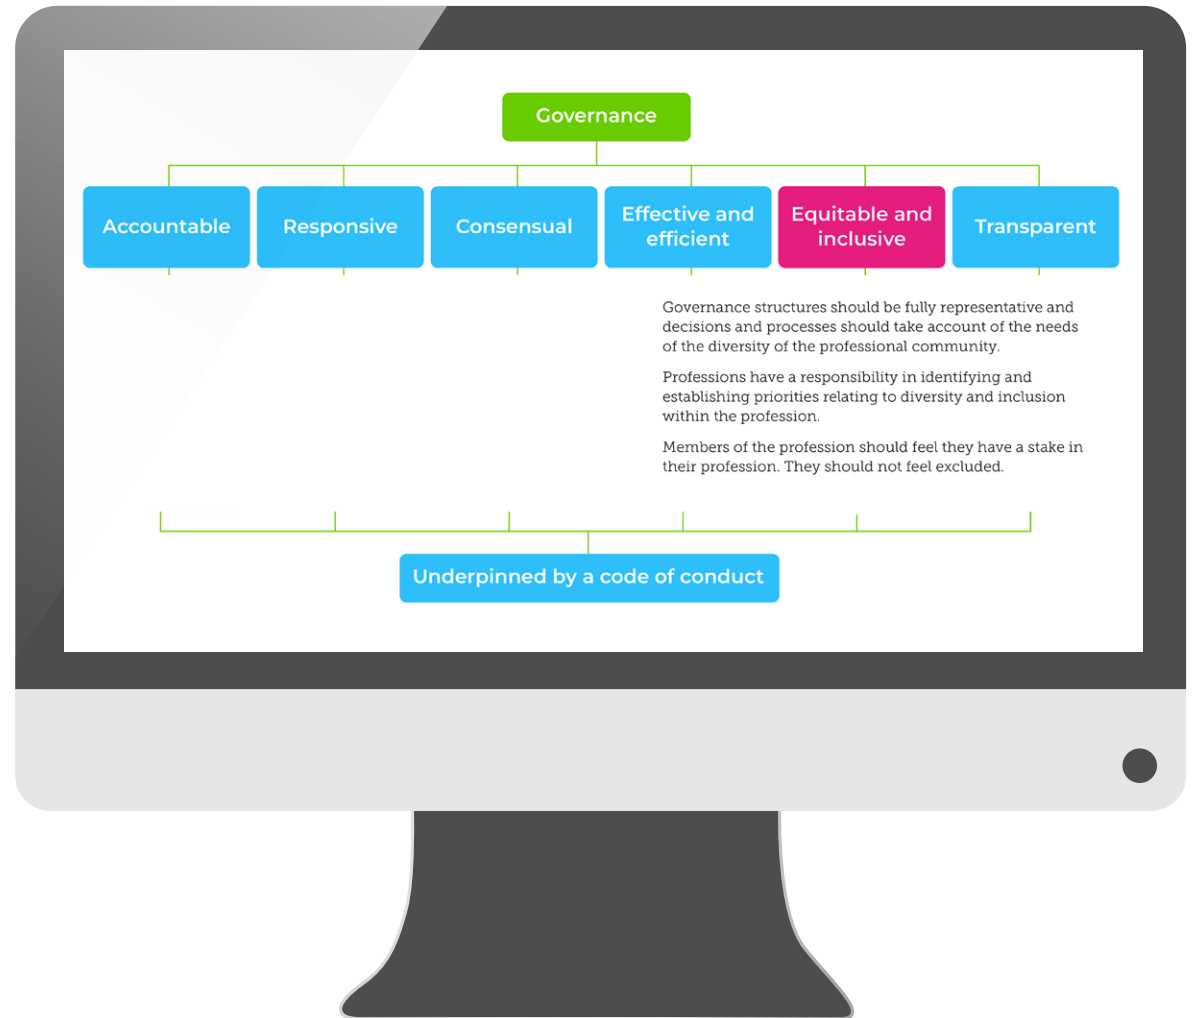 Governance
Accountable
Responsive
Consensual
Effective and
efficient
Equitable and
inclusive
Transparent
Governance structures should be fully representative and
decisions and processes should take account of the needs
of the diversity of the professional community.
Professions have a responsibility in identifying and
establishing priorities relating to diversity and inclusion
within the profession.
Members of the profession should feel they have a stake in
their profession. They should not feel excluded.
Underpinned by a code of conduct